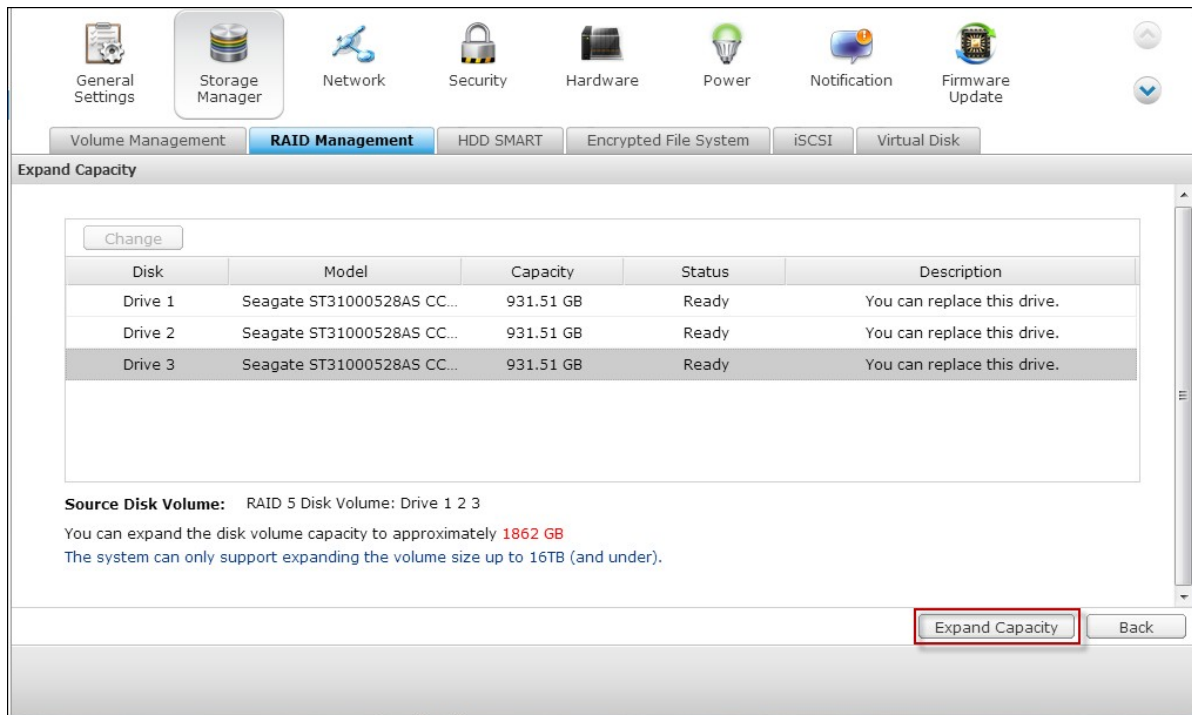 General Settings
Storage Manager
Network
Security
Hardware
Power
Notification
Firmware Update
Volume Management RAID Management HDD SMART Encrypted File System iSCSI Virtual Disk
Expand Capacity
Change
Disk Model Capacity Status Description
Drive 1 Seagate ST31000528AS CC... 931.51 GB Ready You can replace this drive.
Drive 2 Seagate ST31000528AS CC... 931.51 GB Ready You can replace this drive.
Drive 3 Seagate ST31000528AS CC... 931.51 GB Ready You can replace this drive.
Source Disk Volume: RAID 5 Disk Volume: Drive 1 2 3
You can expand the disk volume capacity to approximately 1862 GB
The system can only support expanding the volume size up to 16TB (and under).
Expand Capacity Back